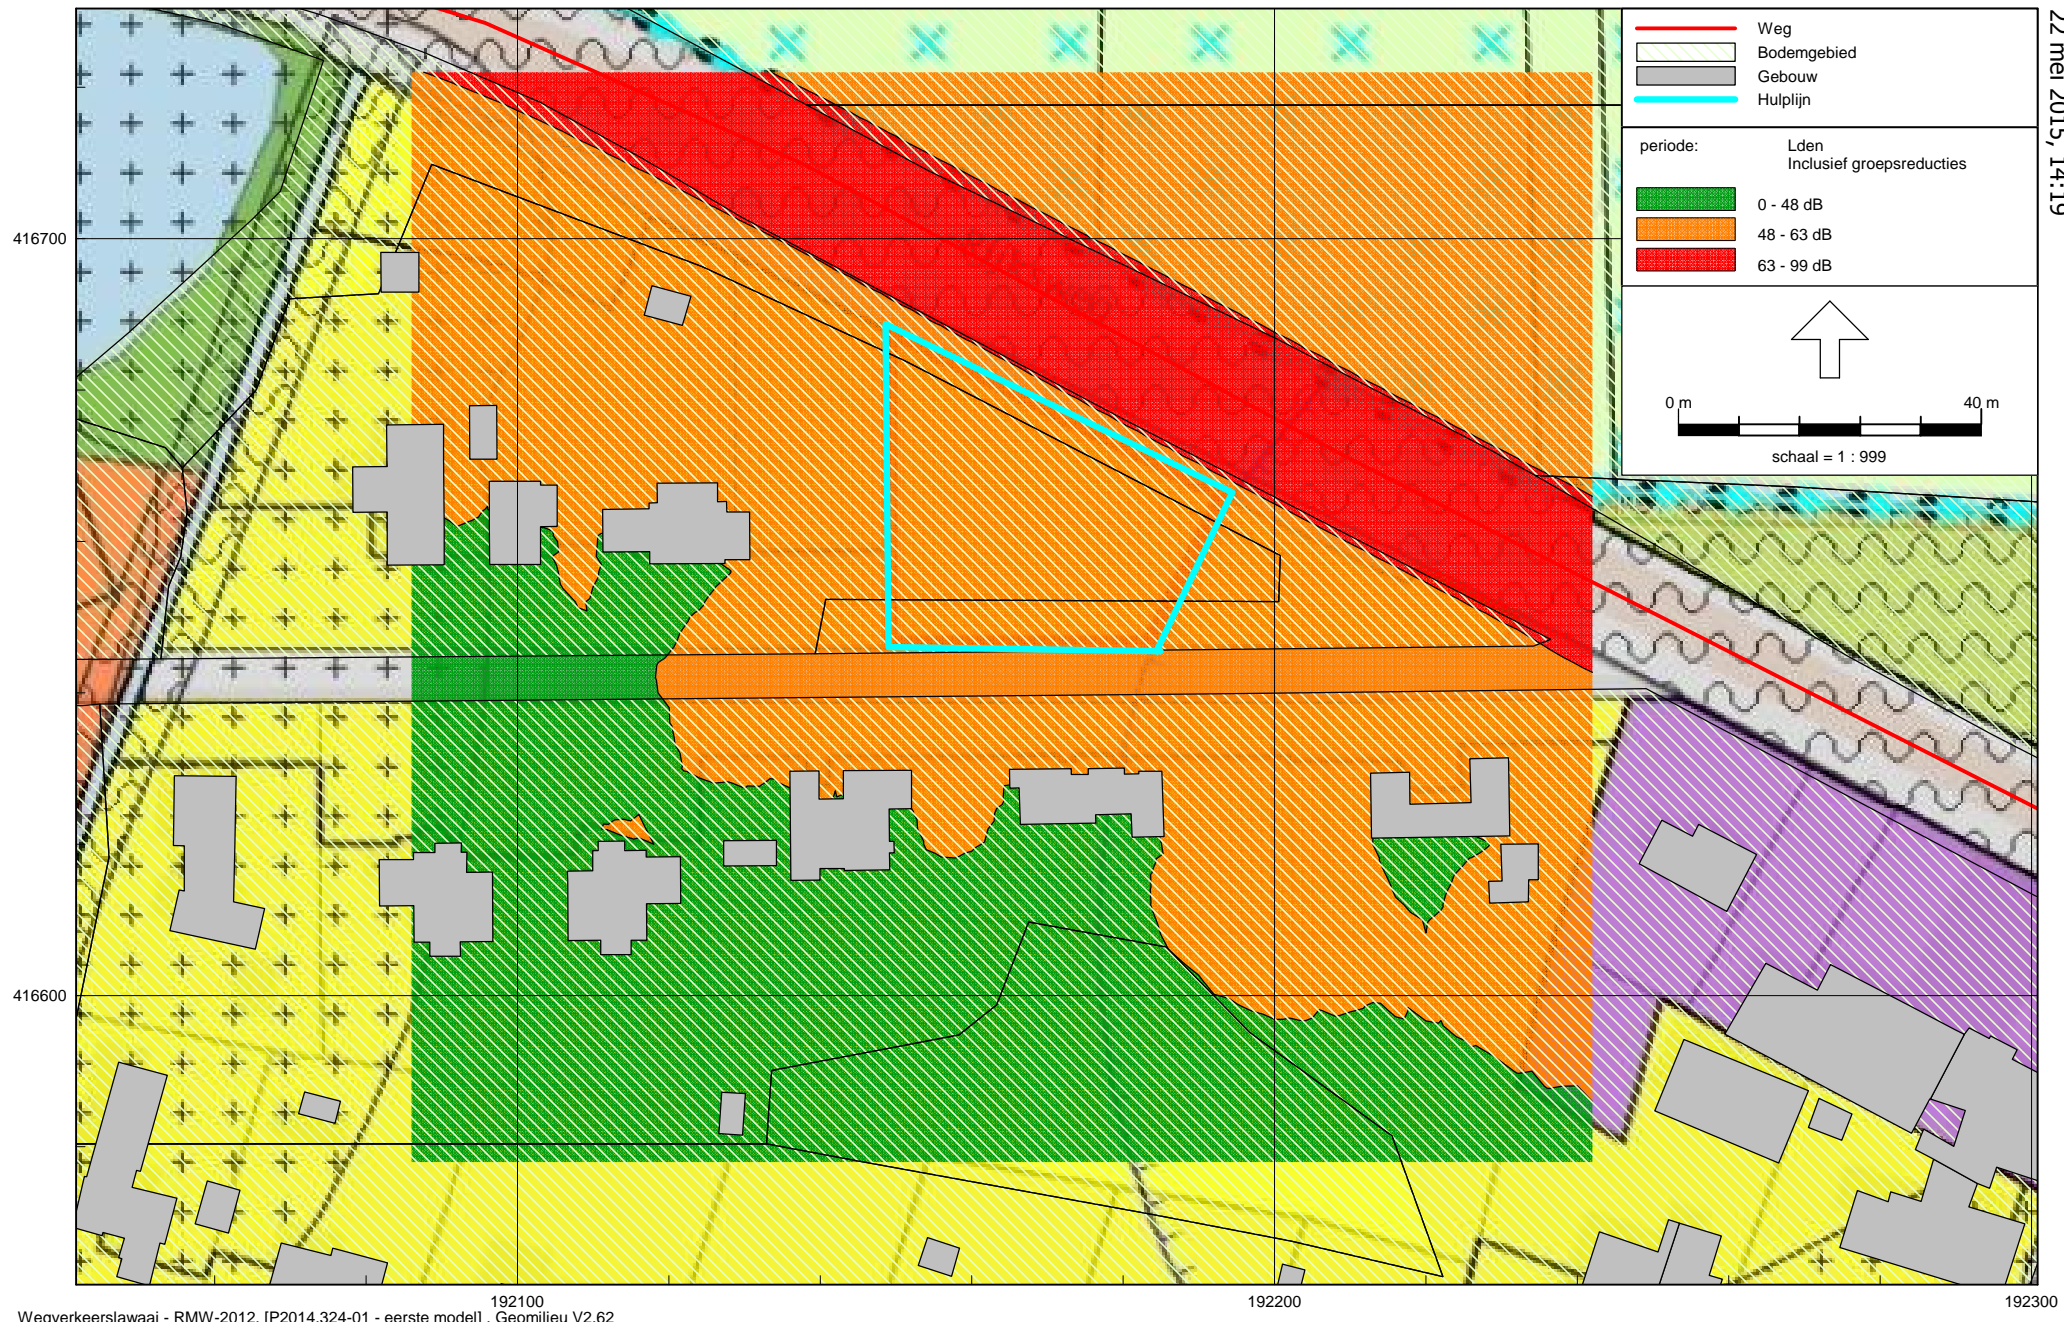 Weg
Bodemgebied
Gebouw
Hulplijn
periode: Lden
Inclusief groepsreducties
0 - 48 dB
48 - 63 dB
63 - 99 dB
0 m 40 m
schaal = 1 : 999
22 mei 2015, 14:19
416700
416600
192100 192200 192300
Wegverkeerslawaai - RMW-2012, [P2014.324-01 - eerste model] , Geomilieu V2.62